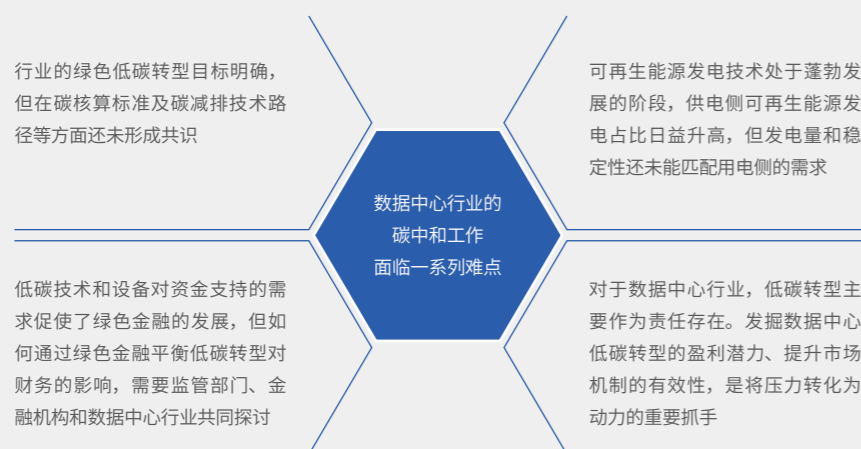 行业的绿色低碳转型目标明确，
但在碳核算标准及碳减排技术路
径等方面还未形成共识
可再生能源发电技术处于蓬勃发
展的阶段，供电侧可再生能源发
电占比日益升高，但发电量和稳
定性还未能匹配用电侧的需求
数据中心行业的
碳中和工作
面临一系列难点
低碳技术和设备对资金支持的需
求促使了绿色金融的发展，但如
何通过绿色金融平衡低碳转型对
财务的影响，需要监管部门、金
融机构和数据中心行业共同探讨
对于数据中心行业，低碳转型主
要作为责任存在。发掘数据中心
低碳转型的盈利潜力、提升市场
机制的有效性，是将压力转化为
动力的重要抓手